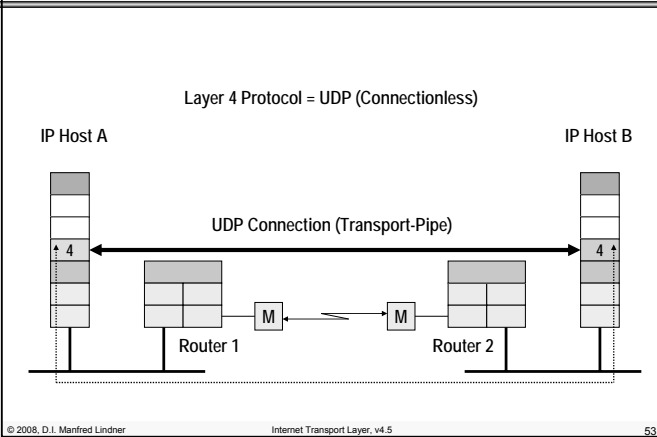 Layer 4 Protocol = UDP (Connectionless)
IP Host A
IP Host B
UDP Connection (Transport-Pipe)
4
4
M
M
Router 1
Router 2
© 2008, D.I. Manfred Lindner
Internet Transport Layer, v4.5
53